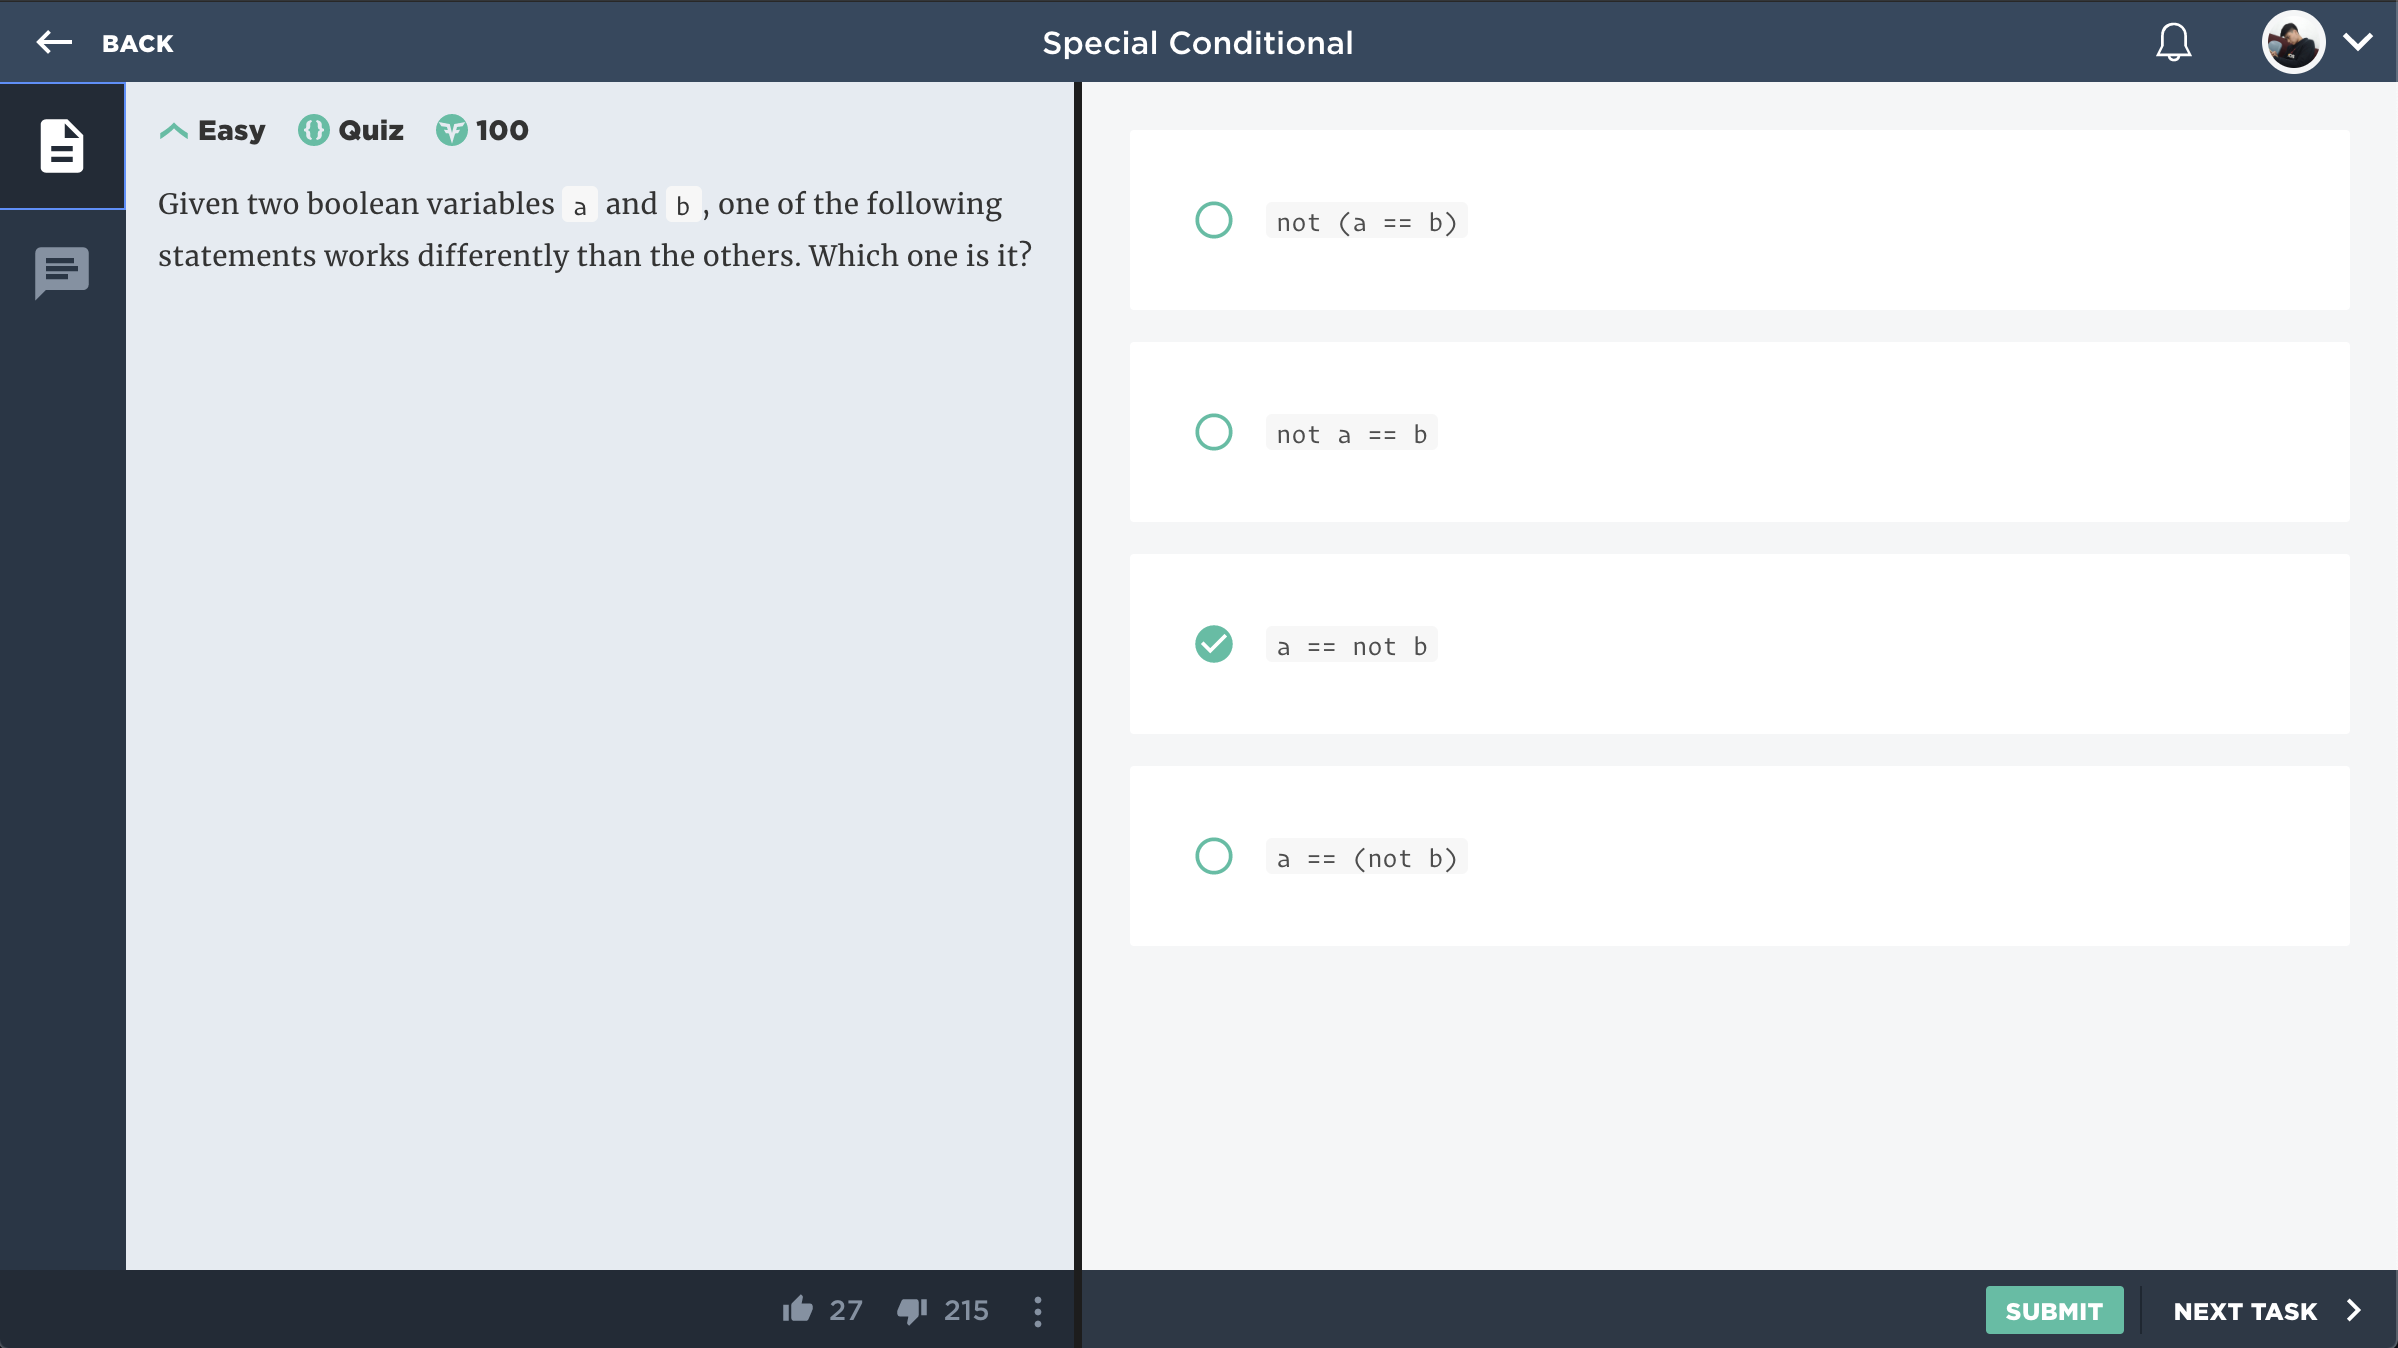 BACK
Special Conditional
Easy Quiz 100
Given two boolean variables a and b, one of the following
statements works differently than the others. Which one is it?
not (a == b)
not a == b
a == not b
a == (not b)
27 215
SUBMIT
NEXT TASK